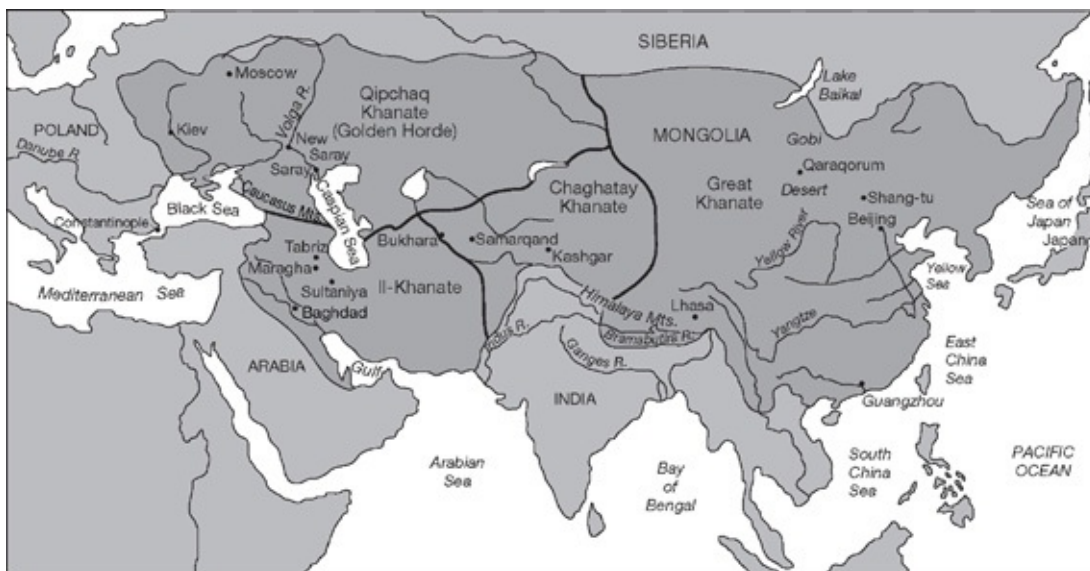 SIBERIA
Lake
Baikal
Moscow
Volga R.
Qipchaq
Khanate
(Golden Horde)
MONGOLIA
Gobi
POLAND
Kiev
New
Saray
Saray
Danube R.
Qaraqorum
Desert
Great
Khanate
Shang-tu
Beijing
Chaghatay
Khanate
Caspian Sea
Caucasus Mts.
Black Sea
Constantinople
Sea of
Japan
Japan
Bukhara
Samarqand
Kashgar
Yellow River
Tabriz
Maragha
Sultaniya
Baghdad
Il-Khanate
Yellow
Sea
Mediterranean Sea
Himalaya Mts.
Lhasa
Indus R.
Bramabutra R.
Yangtze
Ganges R.
East
China
Sea
ARABIA
Gulf
INDIA
Guangzhou
Arabian
Sea
Bay
of
Bengal
South
China
Sea
PACIFIC
OCEAN